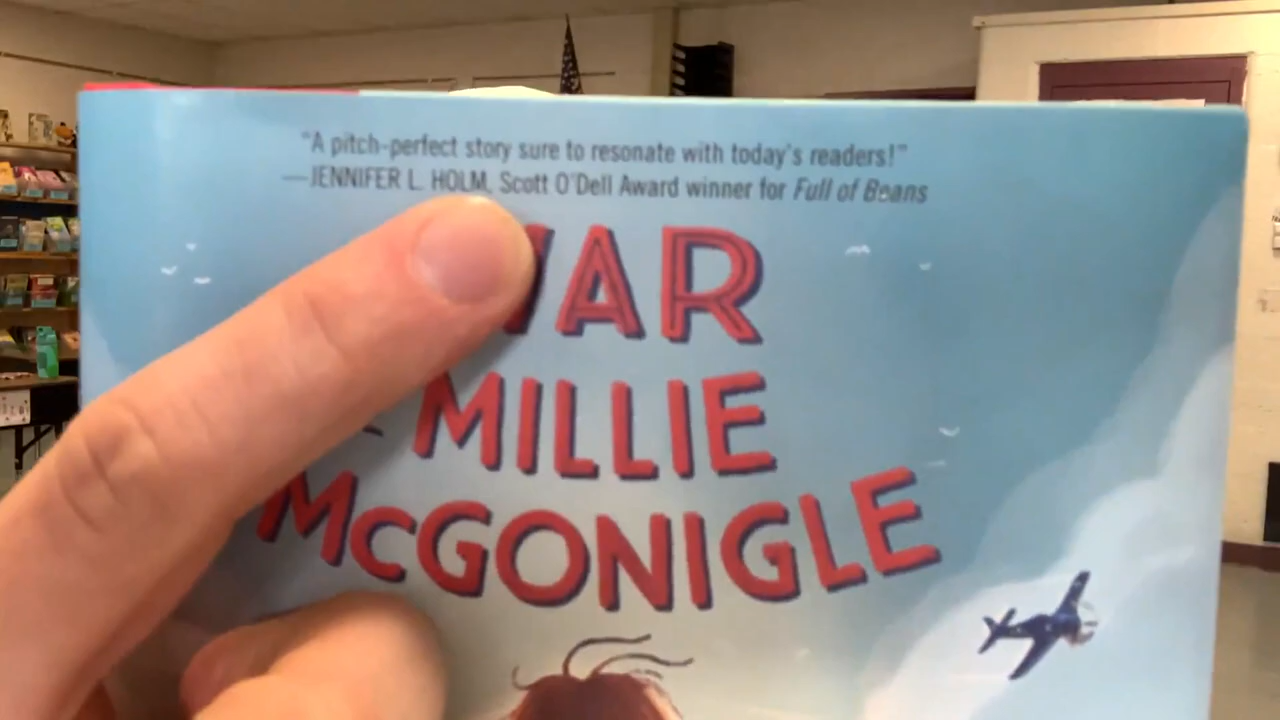 "A pitch-perfect story sure to resonate with today's readers!"
—JENNIFER L. HOLM, Scott O'Dell Award winner for Full of Beans
WAR
MILLIE
McGONIGLE